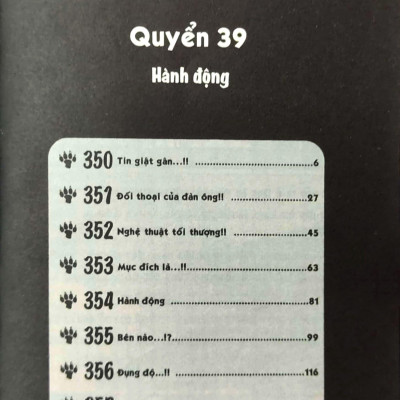 Quyển 39
Hành động
350 Tin giật gân...!! ........................ 6
351 Đối thoại của đàn ông!! ........................ 27
352 Nghệ thuật tối thượng!! ........................ 45
353 Mục đích là...!! ........................ 63
354 Hành động ........................ 81
355 Bên nào...!? ........................ 99
356 Đụng độ...!! ........................ 116